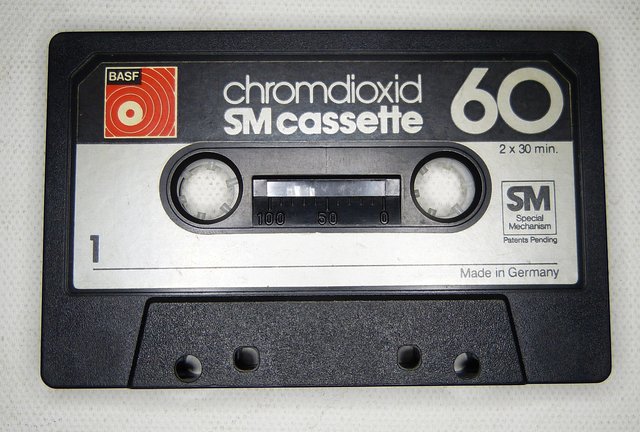 BASF
chromdioxid
SM cassette
60
2 x 30 min.
100 50 0
SM
Special
Mechanism
Patents Pending
1
Made in Germany